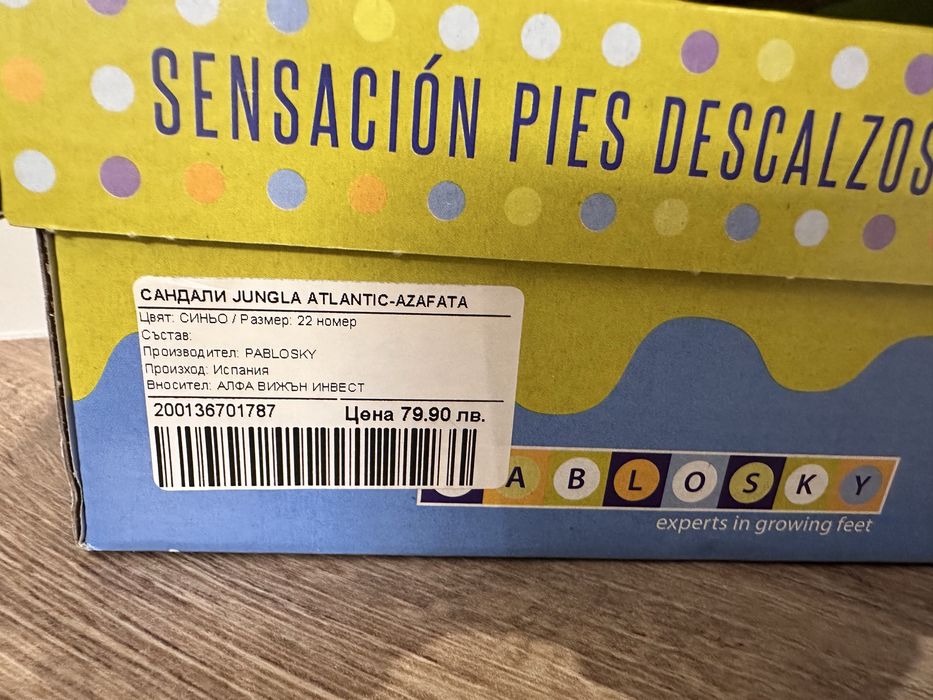 SENSACIÓN PIES DESCALZOS
САНДАЛИ JUNGLA ATLANTIC-AZAFATA
Цвят: СИНЬО / Размер: 22 номер
Състав:
Производител: PABLOSKY
Произход: Испания
Вносител: АЛФА ВИЖЪН ИНВЕСТ
200136701787 Цена 79.90 лв.
ABLOSKY
experts in growing feet